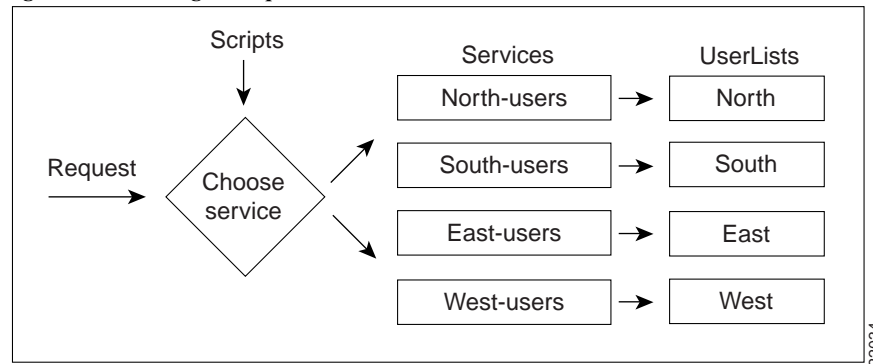 Scripts
Services
UserLists
North-users
North
Request
Choose
service
South-users
South
East-users
East
West-users
West